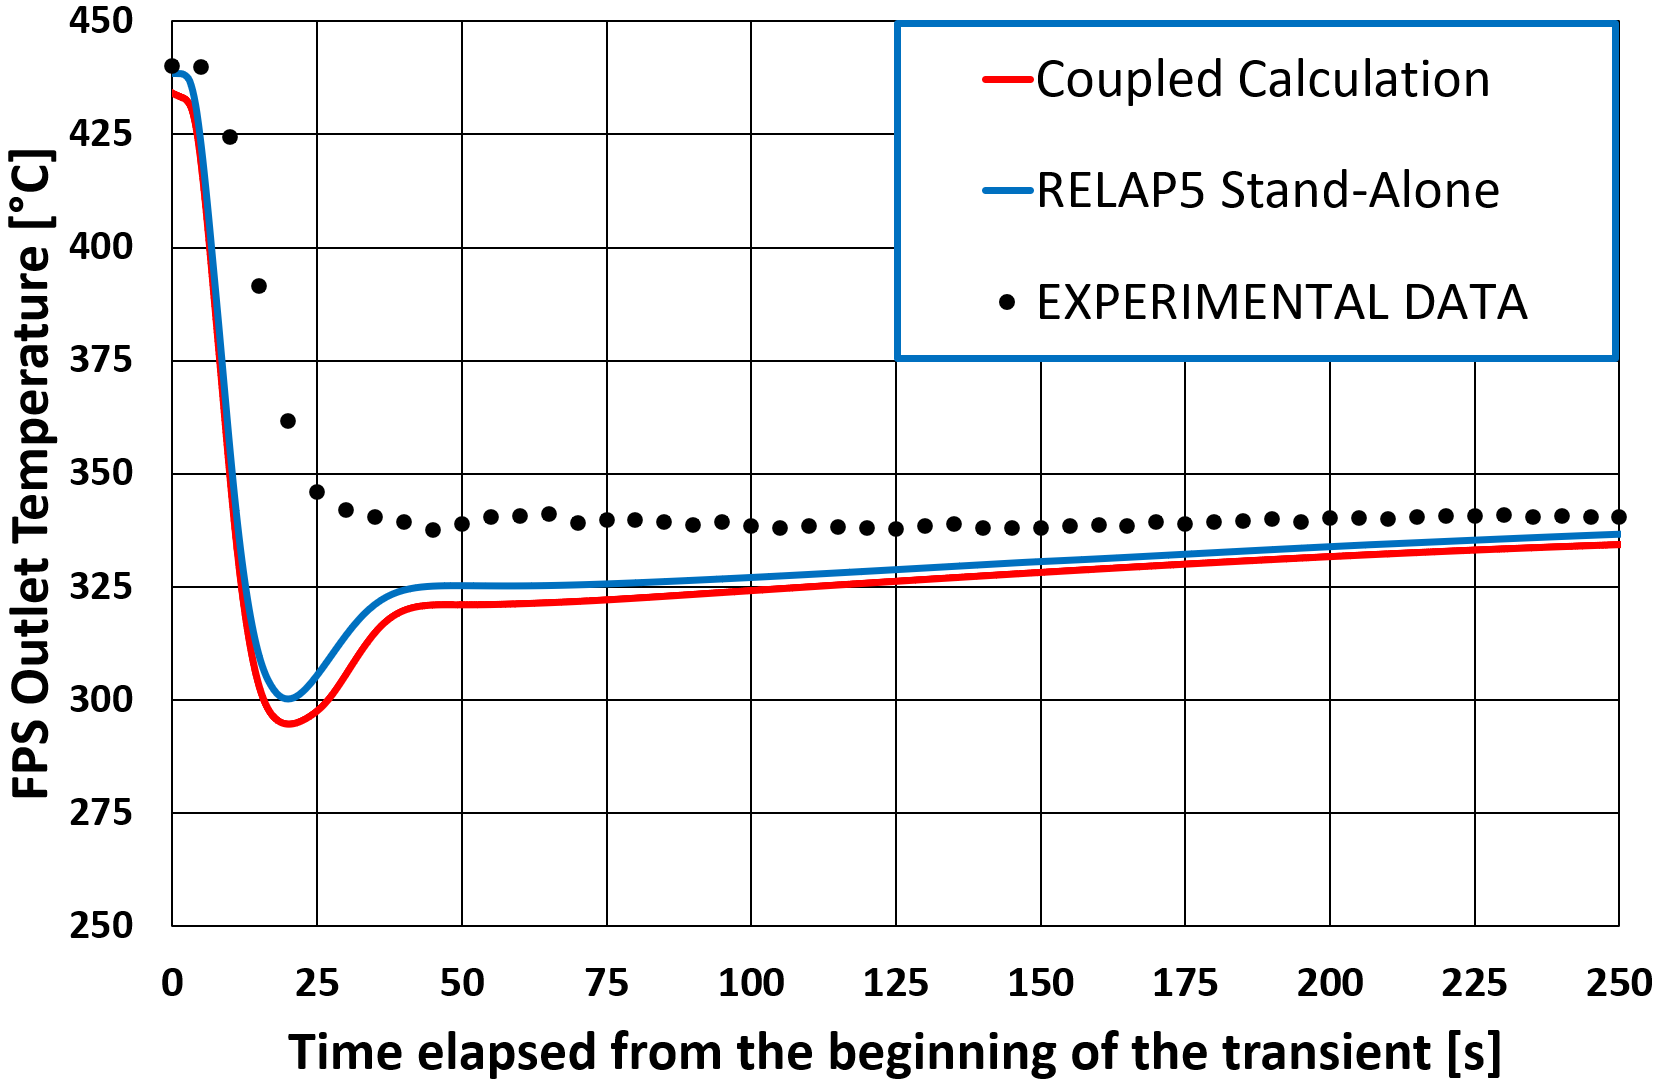 450
425
400
375
350
325
300
275
250
FPS Outlet Temperature [°C]
Coupled Calculation
RELAP5 Stand-Alone
EXPERIMENTAL DATA
0 25 50 75 100 125 150 175 200 225 250
Time elapsed from the beginning of the transient [s]